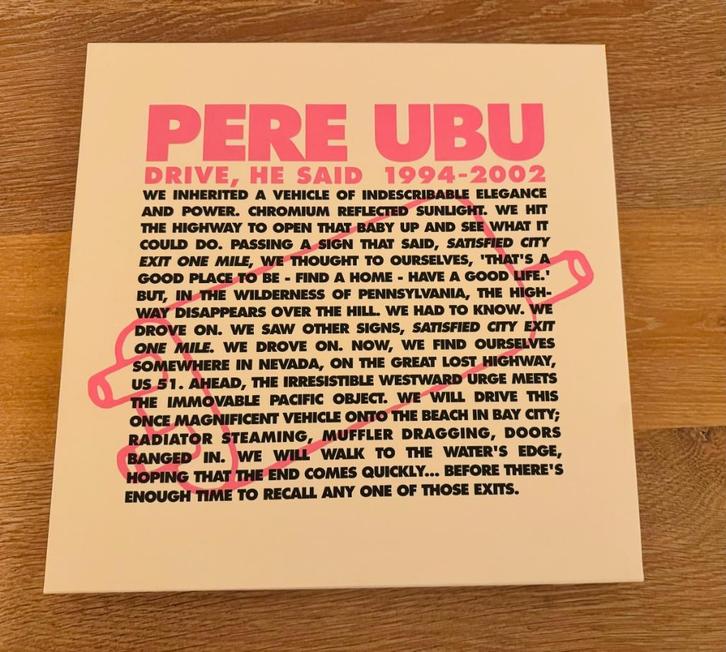 PERE UBU
DRIVE, HE SAID 1994-2002
WE INHERITED A VEHICLE OF INDESCRIBABLE ELEGANCE
AND POWER. CHROMIUM REFLECTED SUNLIGHT. WE HIT
THE HIGHWAY TO OPEN THAT BABY UP AND SEE WHAT IT
COULD DO. PASSING A SIGN THAT SAID, SATISFIED CITY
EXIT ONE MILE, WE THOUGHT TO OURSELVES, 'THAT'S A
GOOD PLACE TO BE - FIND A HOME - HAVE A GOOD LIFE.'
BUT, IN THE WILDERNESS OF PENNSYLVANIA, THE HIGH-
WAY DISAPPEARS OVER THE HILL. WE HAD TO KNOW. WE
DROVE ON. WE SAW OTHER SIGNS, SATISFIED CITY EXIT
ONE MILE. WE DROVE ON. NOW, WE FIND OURSELVES
SOMEWHERE IN NEVADA, ON THE GREAT LOST HIGHWAY,
US 51. AHEAD, THE IRRESISTIBLE WESTWARD URGE MEETS
THE IMMOVABLE PACIFIC OBJECT. WE WILL DRIVE THIS
ONCE MAGNIFICENT VEHICLE ONTO THE BEACH IN BAY CITY;
RADIATOR STEAMING, MUFFLER DRAGGING, DOORS
BANGED IN. WE WILL WALK TO THE WATER'S EDGE,
HOPING THAT THE END COMES QUICKLY... BEFORE THERE'S
ENOUGH TIME TO RECALL ANY ONE OF THOSE EXITS.